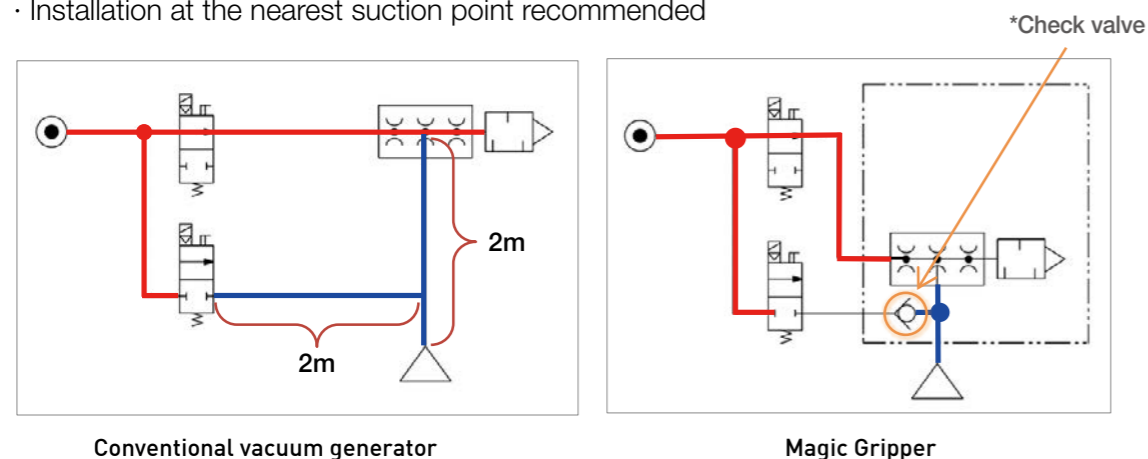 · Installation at the nearest suction point recommended
*Check valve
2m
2m
Conventional vacuum generator
Magic Gripper